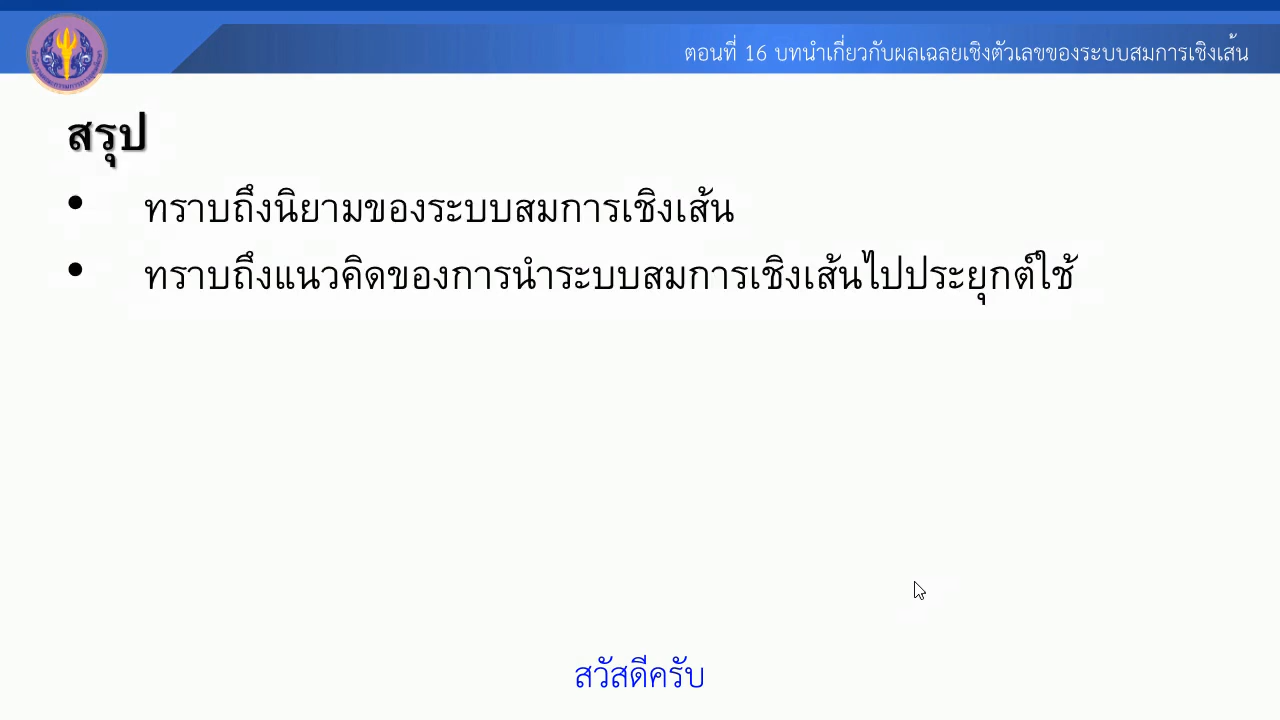 ตอนที่ 16 บทนำเกี่ยวกับผลเฉลยเชิงตัวเลขของระบบสมการเชิงเส้น
สรุป
• ทราบถึงนิยามของระบบสมการเชิงเส้น
• ทราบถึงแนวคิดของการนำระบบสมการเชิงเส้นไปประยุกต์ใช้
สวัสดีครับ